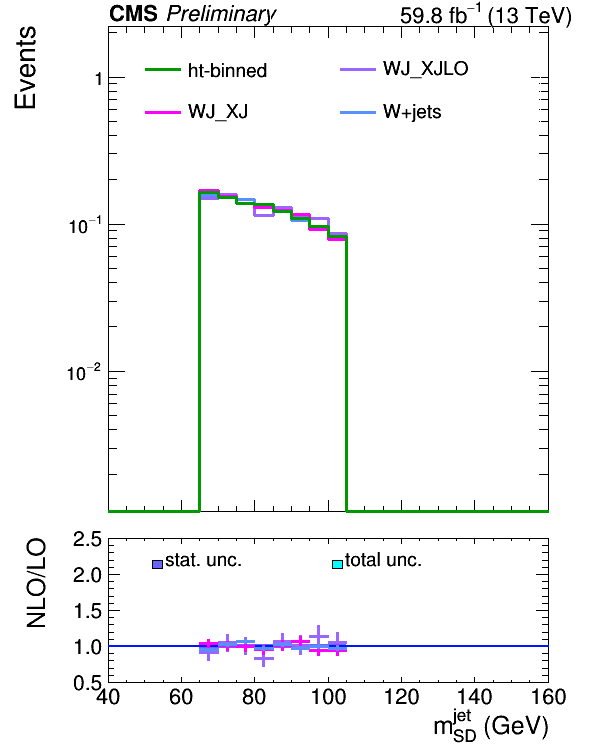 CMS Preliminary 59.8 fb⁻¹ (13 TeV)
Events
ht-binned WJ_XJLO
WJ_XJ W+jets
1
10⁻¹
10⁻²
NLO/LO
stat. unc. total unc.
2.5
2.0
1.5
1.0
0.5
40 60 80 100 120 140 160
m_SD^jet (GeV)